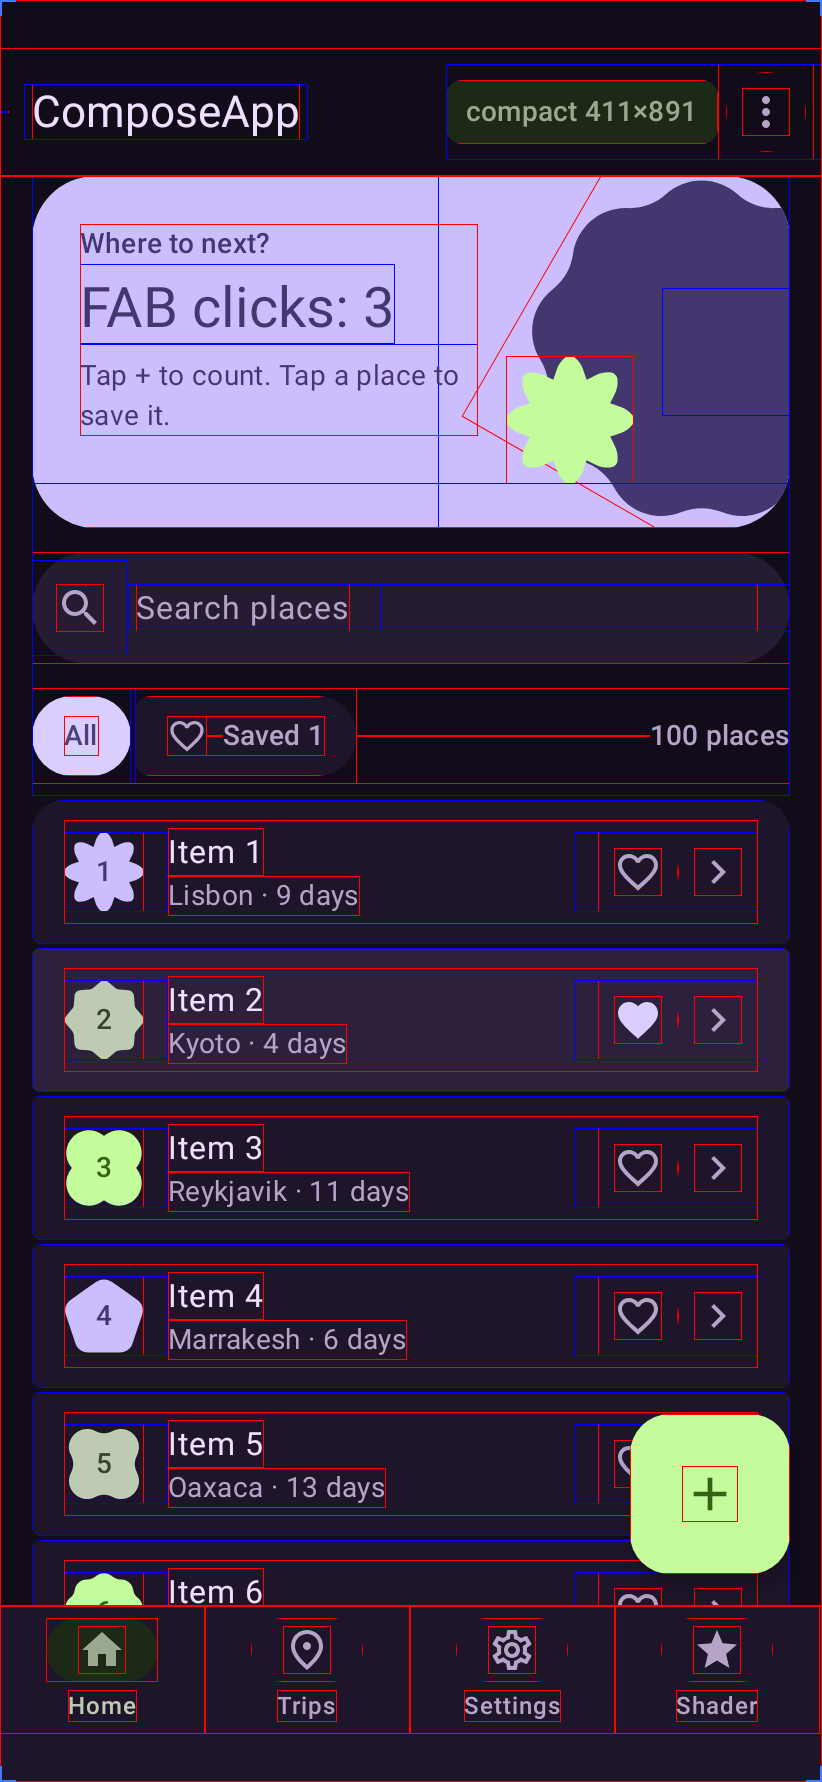 ComposeApp
compact 411×891
Where to next?
FAB clicks: 3
Tap + to count. Tap a place to
save it.
Search places
All
Saved 1
100 places
1
Item 1
Lisbon · 9 days
2
Item 2
Kyoto · 4 days
3
Item 3
Reykjavik · 11 days
4
Item 4
Marrakesh · 6 days
5
Item 5
Oaxaca · 13 days
Item 6
Home
Trips
Settings
Shader